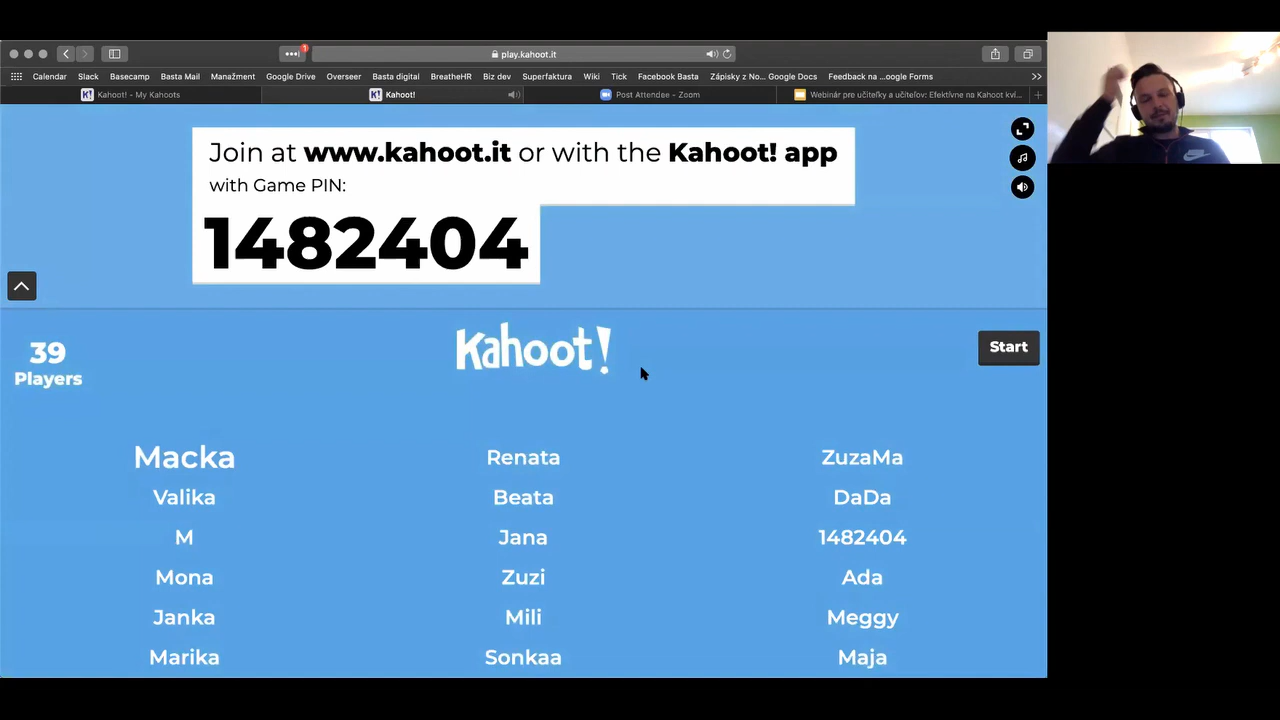 1
play.kahoot.it
Calendar Slack Basecamp Basta Mail Manažment Google Drive Overseer Basta digital BreatheHR Biz dev Superfaktura Wiki Tick Facebook Basta Zápisky z No... Google Docs Feedback na ...oogle Forms
K! Kahoot! - My Kahoots
K! Kahoot!
Post Attendee - Zoom
Webinár pre učiteľky a učiteľov: Efektívne na Kahoot kví...
Join at www.kahoot.it or with the Kahoot! app
with Game PIN:
1482404
39
Players
Kahoot!
Start
Macka Renata ZuzaMa
Valika Beata DaDa
M Jana 1482404
Mona Zuzi Ada
Janka Mili Meggy
Marika Sonkaa Maja